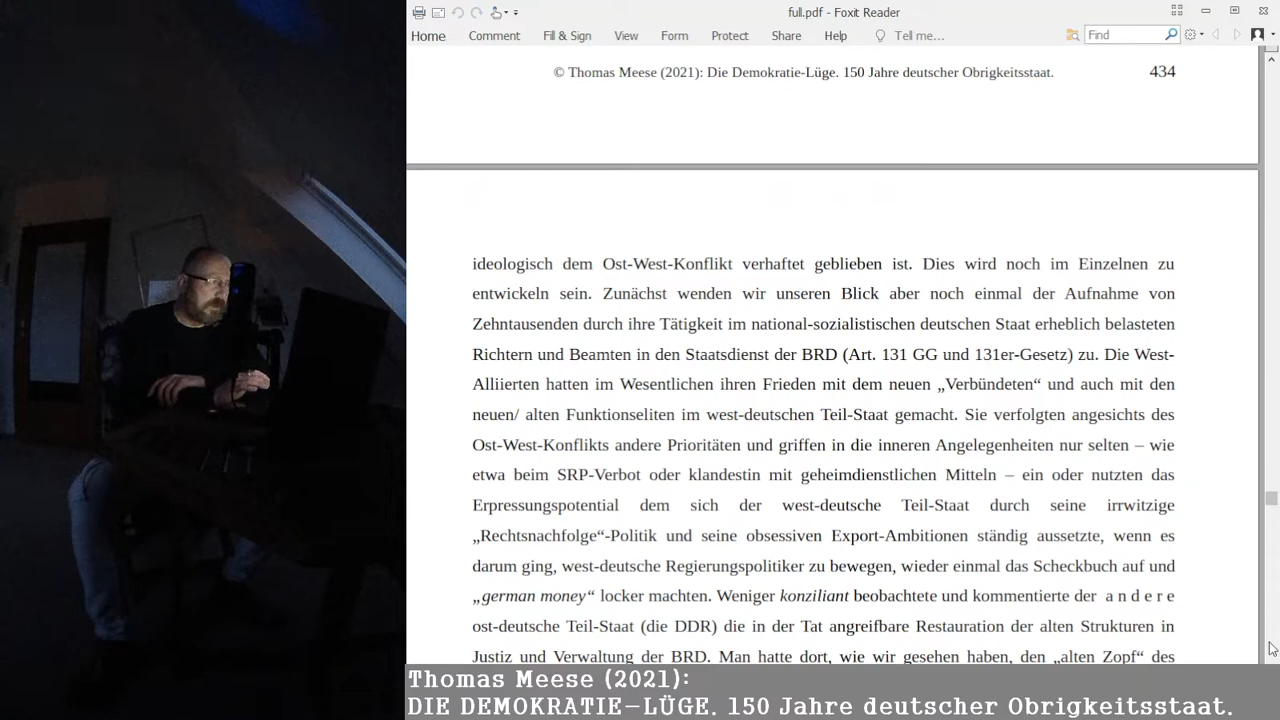 full.pdf - Foxit Reader
Home Comment Fill & Sign View Form Protect Share Help Tell me... Find
© Thomas Meese (2021): Die Demokratie-Lüge. 150 Jahre deutscher Obrigkeitsstaat. 434
ideologisch dem Ost-West-Konflikt verhaftet geblieben ist. Dies wird noch im Einzelnen zu
entwickeln sein. Zunächst wenden wir unseren Blick aber noch einmal der Aufnahme von
Zehntausenden durch ihre Tätigkeit im national-sozialistischen deutschen Staat erheblich belasteten
Richtern und Beamten in den Staatsdienst der BRD (Art. 131 GG und 131er-Gesetz) zu. Die West-
Alliierten hatten im Wesentlichen ihren Frieden mit dem neuen „Verbündeten“ und auch mit den
neuen/ alten Funktionseliten im west-deutschen Teil-Staat gemacht. Sie verfolgten angesichts des
Ost-West-Konflikts andere Prioritäten und griffen in die inneren Angelegenheiten nur selten – wie
etwa beim SRP-Verbot oder klandestin mit geheimdienstlichen Mitteln – ein oder nutzten das
Erpressungspotential dem sich der west-deutsche Teil-Staat durch seine irrwitzige
„Rechtsnachfolge“-Politik und seine obsessiven Export-Ambitionen ständig aussetzte, wenn es
darum ging, west-deutsche Regierungspolitiker zu bewegen, wieder einmal das Scheckbuch auf und
„german money“ locker machten. Weniger konziliant beobachtete und kommentierte der a n d e r e
ost-deutsche Teil-Staat (die DDR) die in der Tat angreifbare Restauration der alten Strukturen in
Justiz und Verwaltung der BRD. Man hatte dort, wie wir gesehen haben, den „alten Zopf“ des
Thomas Meese (2021):
DIE DEMOKRATIE-LÜGE. 150 Jahre deutscher Obrigkeitsstaat.